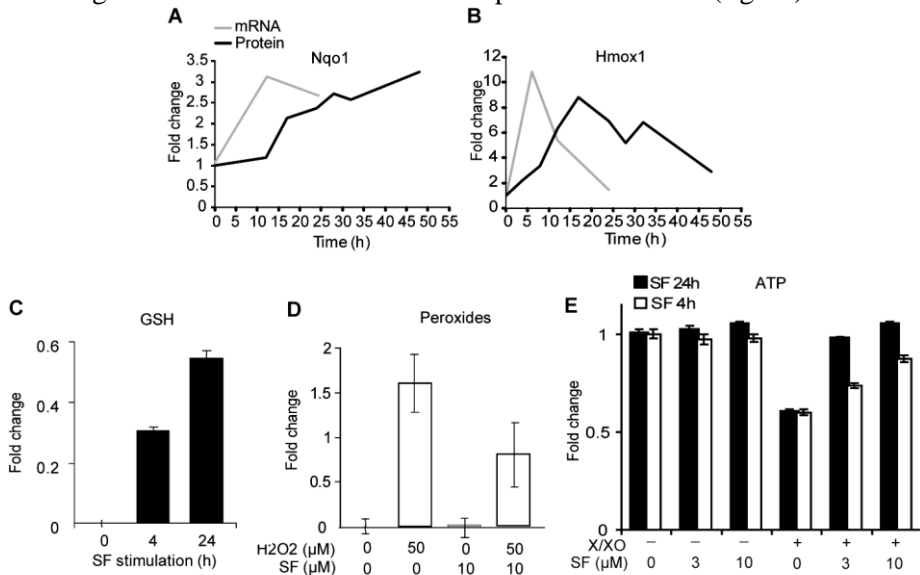 A
B
mRNA
Protein
Nqo1
Hmox1
3.5
3
2.5
2
1.5
1
0.5
0
Fold change
0 5 10 15 20 25 30 35 40 45 50 55
Time (h)
12
10
8
6
4
2
0
Fold change
0 5 10 15 20 25 30 35 40 45 50 55
Time (h)
C
GSH
0.6
0.4
0.2
0
Fold change
0 4 24
SF stimulation (h)
D
Peroxides
2
1.5
1
0.5
0
Fold change
H2O2 (µM) 0 50 0 50
SF (µM) 0 0 10 10
E
SF 24h
SF 4h
ATP
1
0.5
0
Fold change
X/XO – – – + + +
SF (µM) 0 3 10 0 3 10